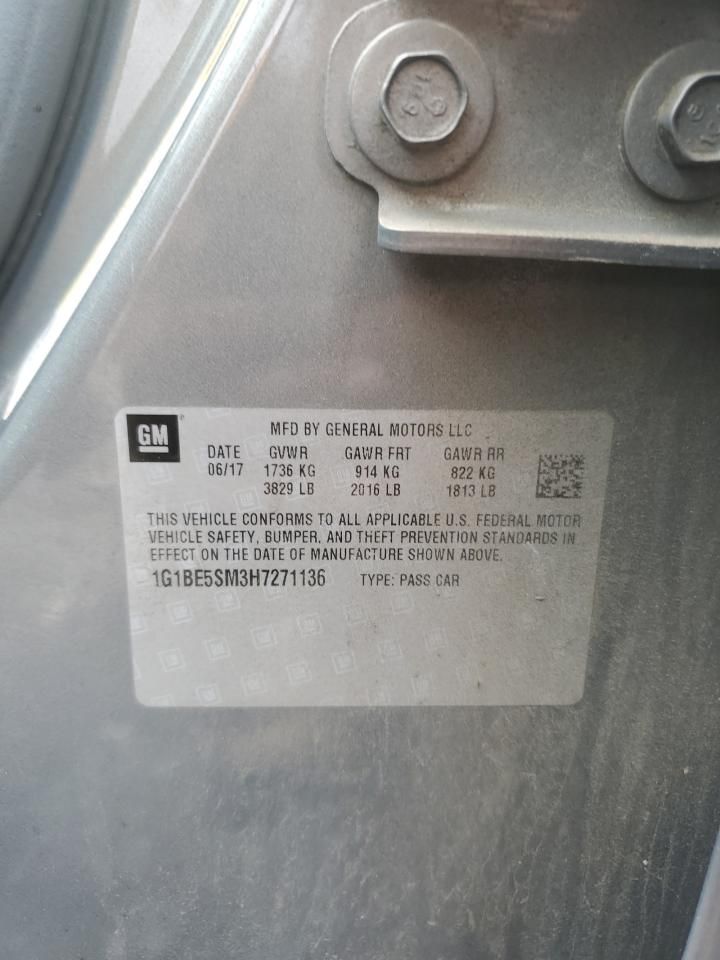 GM
MFD BY GENERAL MOTORS LLC
DATE GVWR GAWR FRT GAWR RR
06/17 1736 KG 914 KG 822 KG
3829 LB 2016 LB 1813 LB
THIS VEHICLE CONFORMS TO ALL APPLICABLE U.S. FEDERAL MOTOR
VEHICLE SAFETY, BUMPER, AND THEFT PREVENTION STANDARDS IN
EFFECT ON THE DATE OF MANUFACTURE SHOWN ABOVE.
1G1BE5SM3H7271136 TYPE: PASS CAR